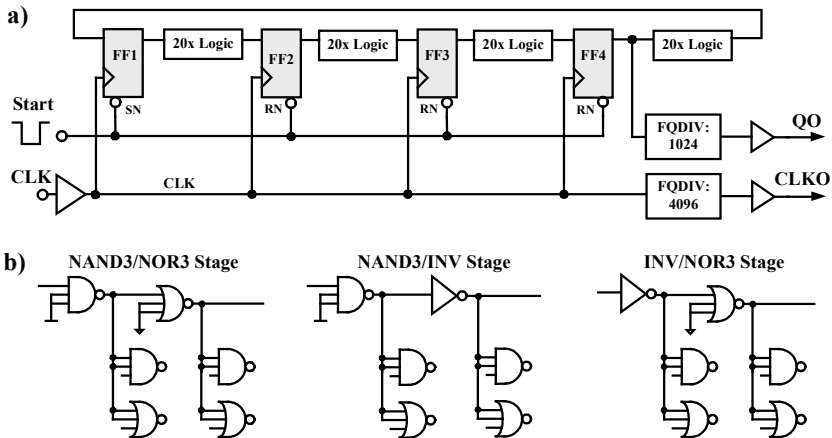 a)
FF1 20x Logic FF2 20x Logic FF3 20x Logic FF4 20x Logic
Start
SN RN RN RN
FQDIV: 1024
QO
CLK
CLK
FQDIV: 4096
CLKO
b)
NAND3/NOR3 Stage NAND3/INV Stage INV/NOR3 Stage